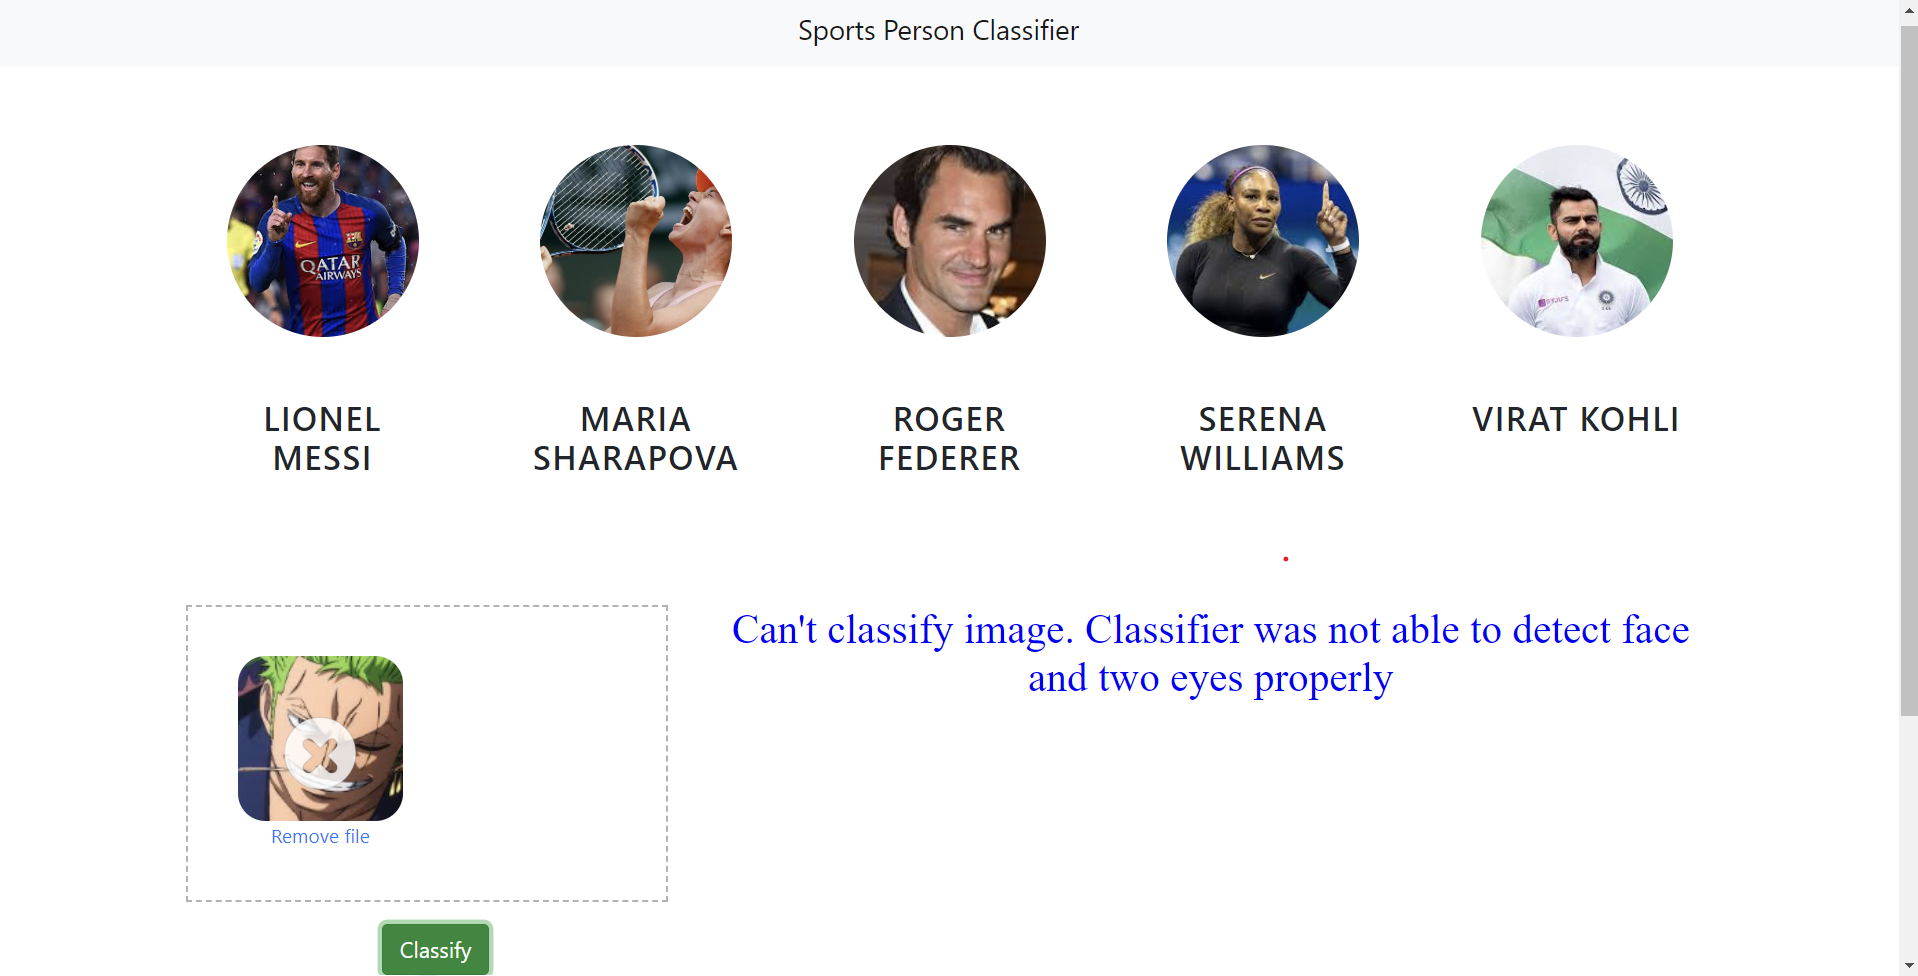 Sports Person Classifier
QATAR
AIRWAYS
LIONEL
MESSI
MARIA
SHARAPOVA
ROGER
FEDERER
SERENA
WILLIAMS
VIRAT KOHLI
Can't classify image. Classifier was not able to detect face
and two eyes properly
Remove file
Classify